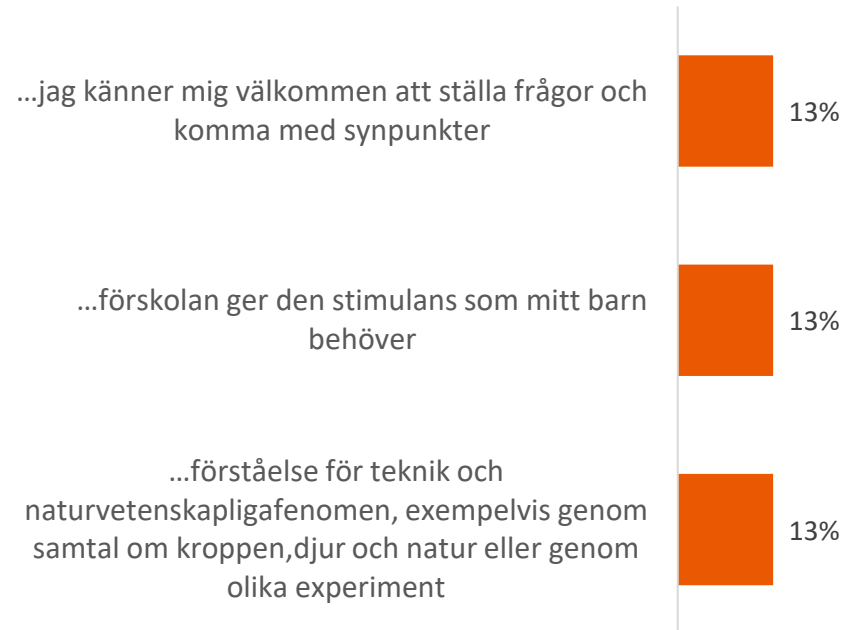 …jag känner mig välkommen att ställa frågor och
komma med synpunkter
13%
…förskolan ger den stimulans som mitt barn
behöver
13%
…förståelse för teknik och
naturvetenskapligafenomen, exempelvis genom
samtal om kroppen,djur och natur eller genom
olika experiment
13%